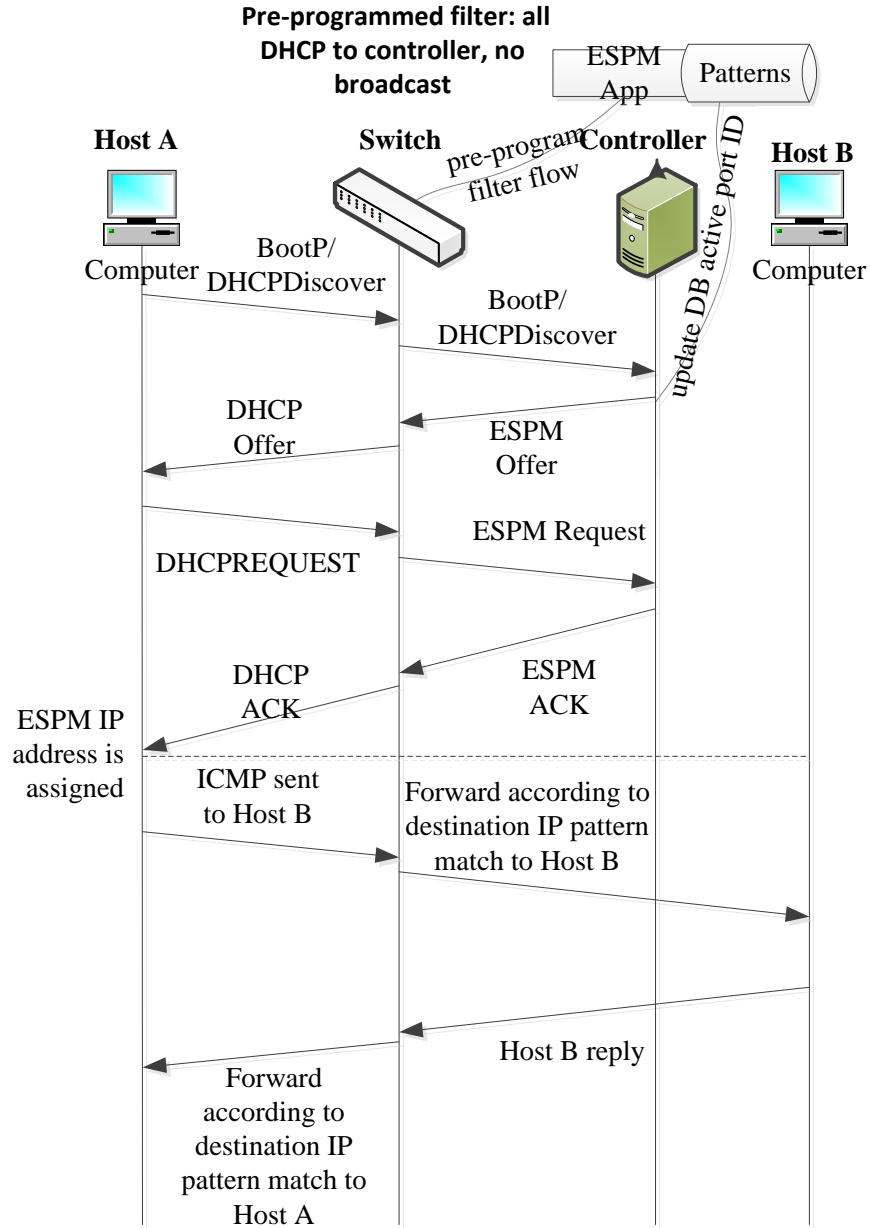 Pre-programmed filter: all
DHCP to controller, no
broadcast
ESPM
App
Patterns
Host A
Switch
Controller
Host B
pre-program
filter flow
update DB active port ID
Computer
Computer
BootP/
DHCPDiscover
BootP/
DHCPDiscover
DHCP
Offer
ESPM
Offer
DHCPREQUEST
ESPM Request
DHCP
ACK
ESPM
ACK
ESPM IP
address is
assigned
ICMP sent
to Host B
Forward according to
destination IP pattern
match to Host B
Host B reply
Forward
according to
destination IP
pattern match to
Host A